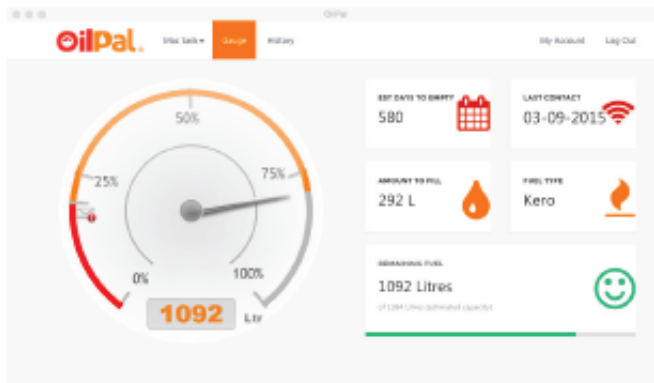 OilPal
OilPal.
Gauge
History
My Account
Log Out
50%
25%
75%
0%
100%
1092 Ltr
EST DAYS TO EMPTY
580
LAST CONTACT
03-09-2015
AMOUNT TO FILL
292 L
FUEL TYPE
Kero
REMAINING FUEL
1092 Litres